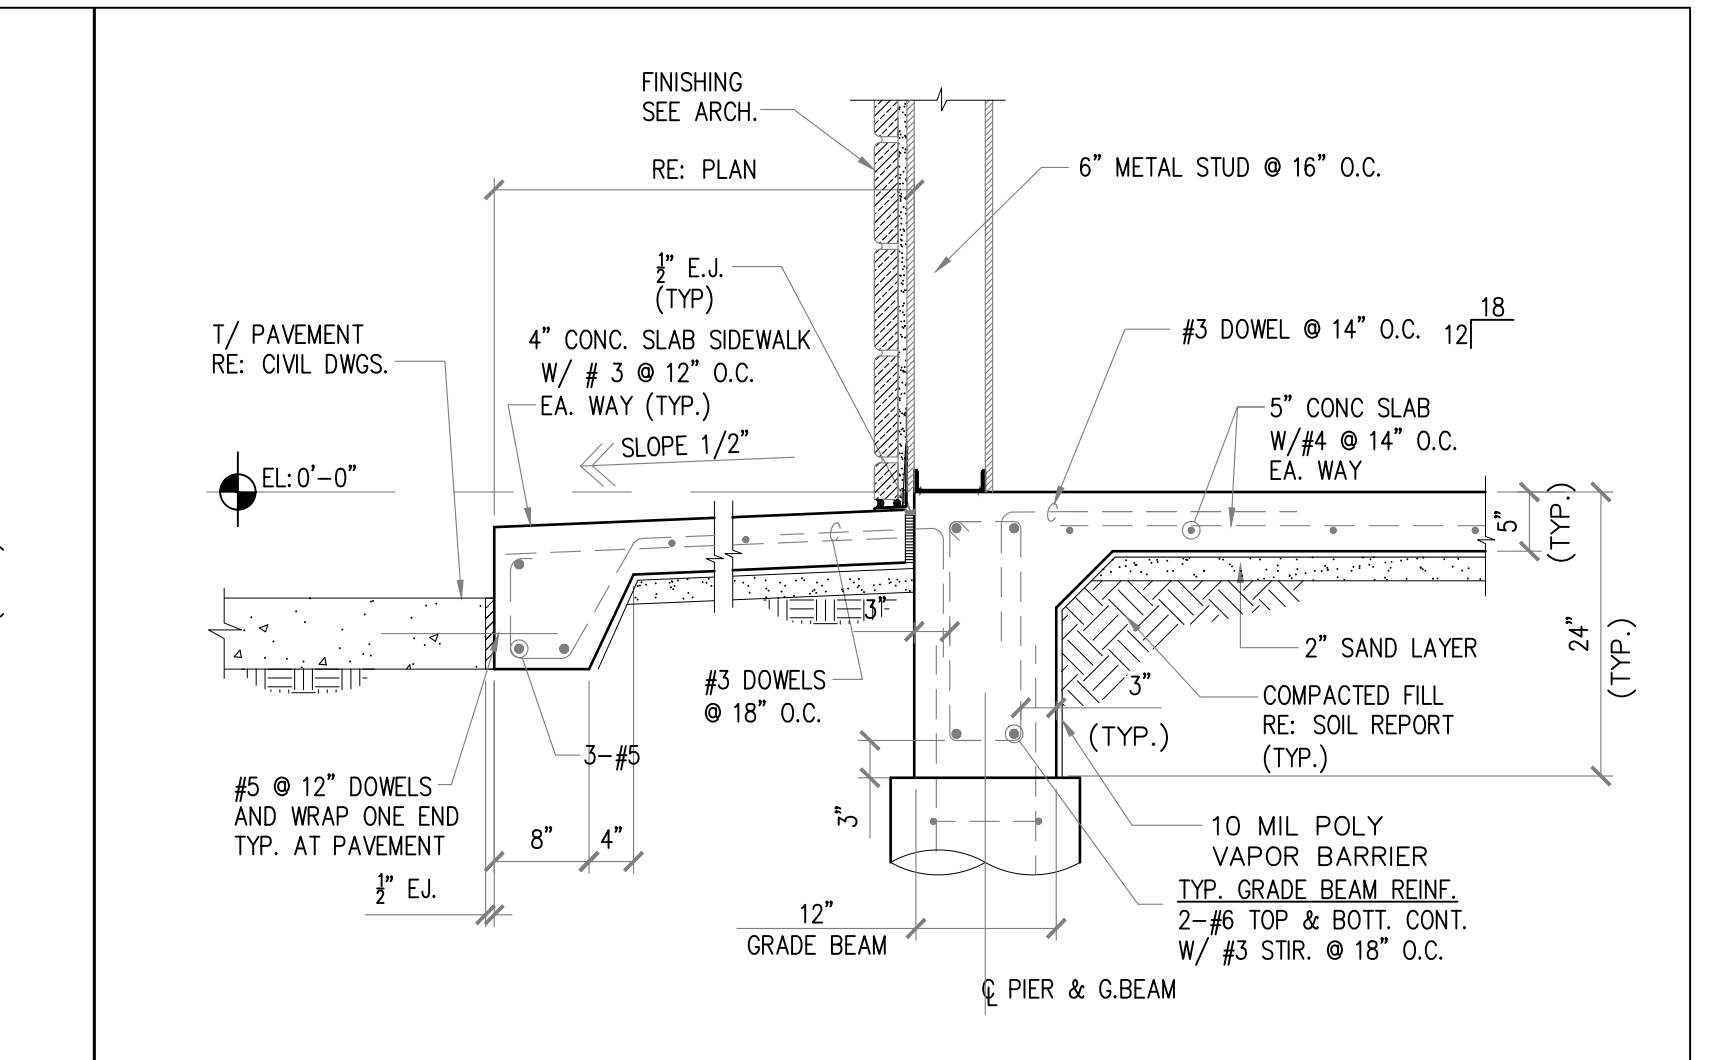 FINISHING
SEE ARCH.
RE: PLAN
6" METAL STUD @ 16" O.C.
½" E.J.
(TYP)
T/ PAVEMENT
RE: CIVIL DWGS.
4" CONC. SLAB SIDEWALK
W/ # 3 @ 12" O.C.
EA. WAY (TYP.)
SLOPE 1/2"
EL: 0'-0"
#3 DOWEL @ 14" O.C.
18
12
5" CONC SLAB
W/#4 @ 14" O.C.
EA. WAY
5"
(TYP.)
24"
(TYP.)
3"
2" SAND LAYER
#3 DOWELS
@ 18" O.C.
3"
(TYP.)
COMPACTED FILL
RE: SOIL REPORT
(TYP.)
3-#5
#5 @ 12" DOWELS
AND WRAP ONE END
TYP. AT PAVEMENT
8"
4"
3"
½" EJ.
10 MIL POLY
VAPOR BARRIER
TYP. GRADE BEAM REINF.
2-#6 TOP & BOTT. CONT.
W/ #3 STIR. @ 18" O.C.
12"
GRADE BEAM
℄ PIER & G.BEAM